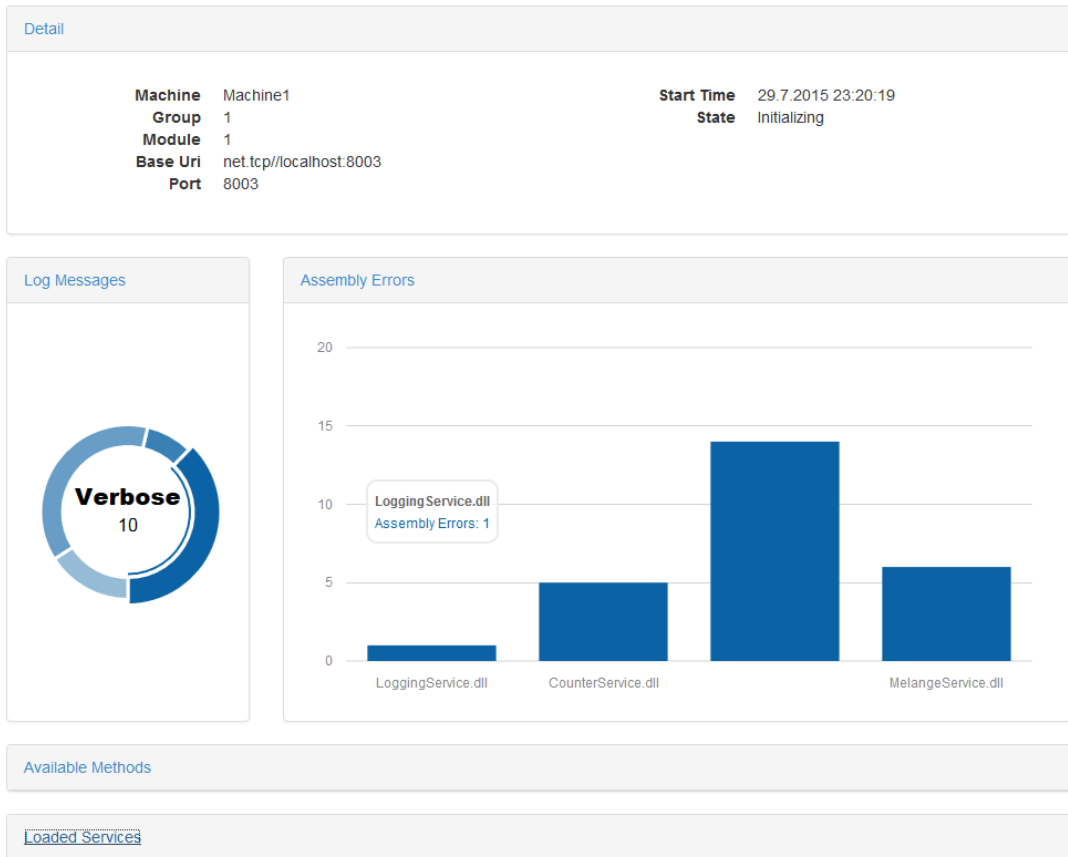 Detail
Machine Machine1
Group 1
Module 1
Base Uri net.tcp//localhost:8003
Port 8003
Start Time 29.7.2015 23:20:19
State Initializing
Log Messages
Verbose
10
Assembly Errors
20
15
10
5
0
LoggingService.dll
Assembly Errors: 1
LoggingService.dll
CounterService.dll
MelangeService.dll
Available Methods
Loaded Services